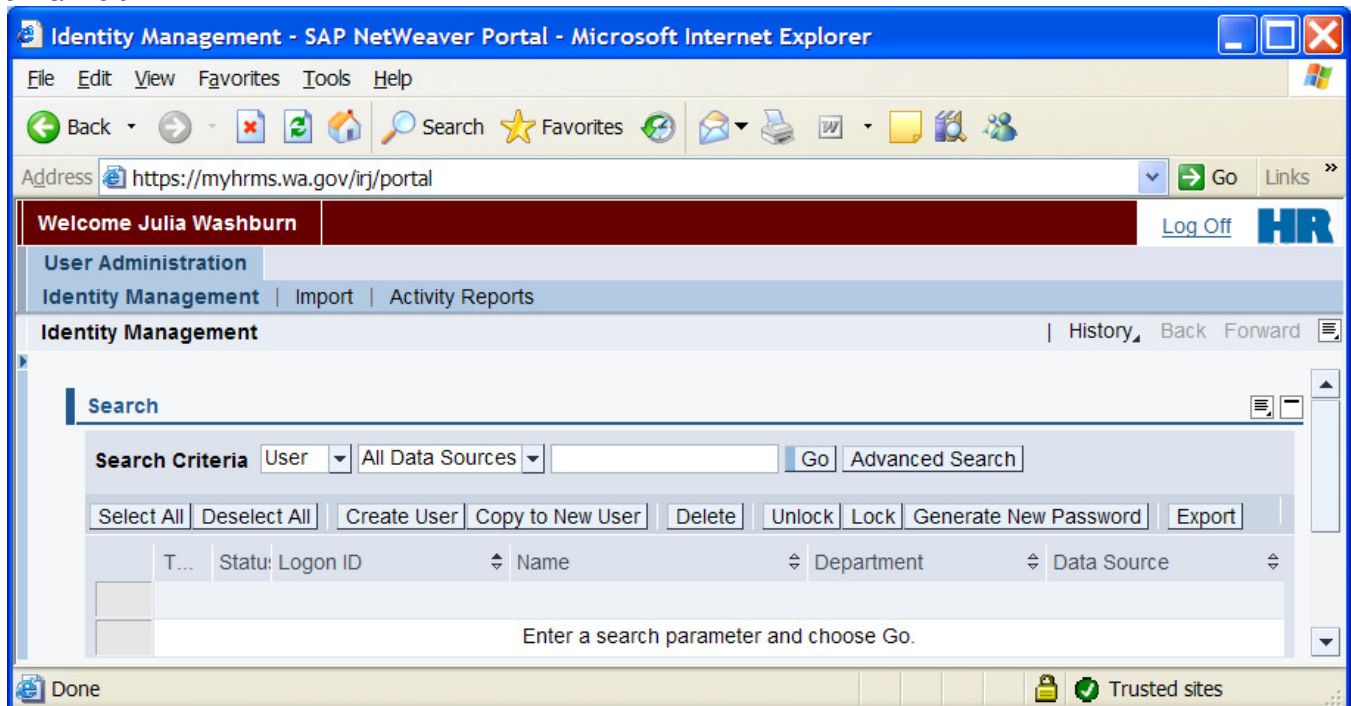 Identity Management - SAP NetWeaver Portal - Microsoft Internet Explorer
File Edit View Favorites Tools Help
Back Search Favorites W
Address https://myhrms.wa.gov/irj/portal Go Links »
Welcome Julia Washburn Log Off HR
User Administration
Identity Management | Import | Activity Reports
Identity Management | History Back Forward
Search
Search Criteria User All Data Sources Go Advanced Search
Select All Deselect All Create User Copy to New User Delete Unlock Lock Generate New Password Export
T... Status Logon ID Name Department Data Source
Enter a search parameter and choose Go.
Done Trusted sites